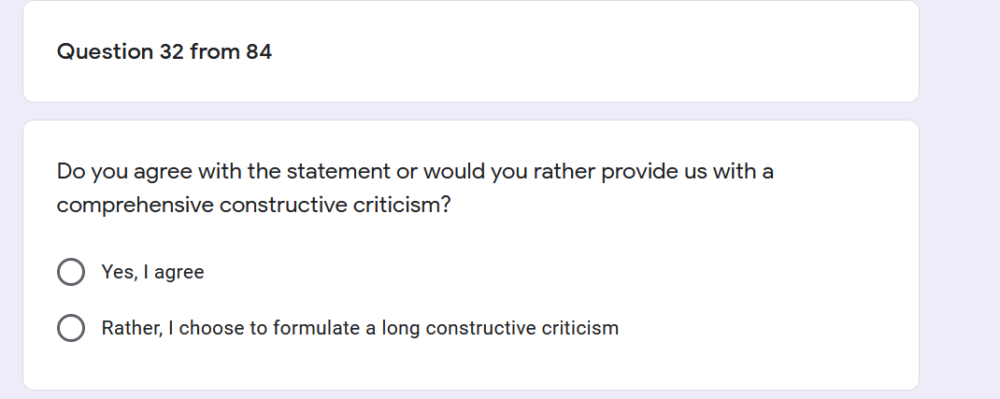 Question 32 from 84
Do you agree with the statement or would you rather provide us with a
comprehensive constructive criticism?
Yes, I agree
Rather, I choose to formulate a long constructive criticism